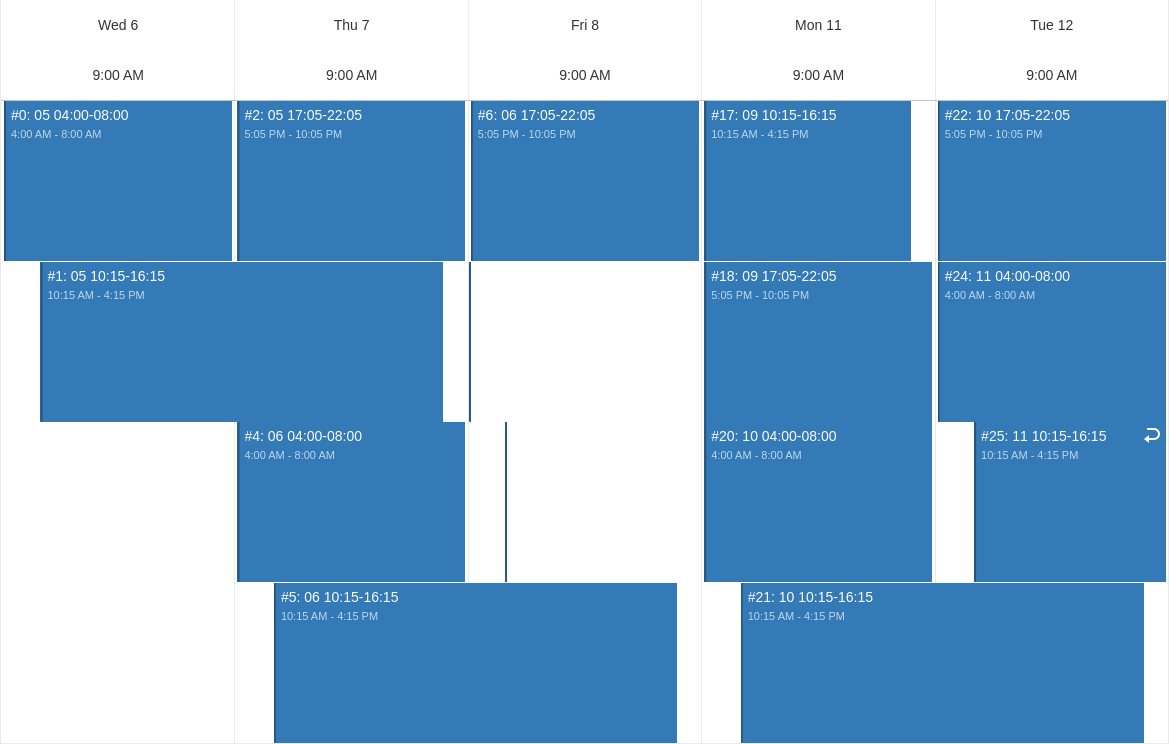 Wed 6
Thu 7
Fri 8
Mon 11
Tue 12
9:00 AM
9:00 AM
9:00 AM
9:00 AM
9:00 AM
#0: 05 04:00-08:00
4:00 AM - 8:00 AM
#2: 05 17:05-22:05
5:05 PM - 10:05 PM
#6: 06 17:05-22:05
5:05 PM - 10:05 PM
#17: 09 10:15-16:15
10:15 AM - 4:15 PM
#22: 10 17:05-22:05
5:05 PM - 10:05 PM
#1: 05 10:15-16:15
10:15 AM - 4:15 PM
#18: 09 17:05-22:05
5:05 PM - 10:05 PM
#24: 11 04:00-08:00
4:00 AM - 8:00 AM
#4: 06 04:00-08:00
4:00 AM - 8:00 AM
#20: 10 04:00-08:00
4:00 AM - 8:00 AM
#25: 11 10:15-16:15
10:15 AM - 4:15 PM
#5: 06 10:15-16:15
10:15 AM - 4:15 PM
#21: 10 10:15-16:15
10:15 AM - 4:15 PM